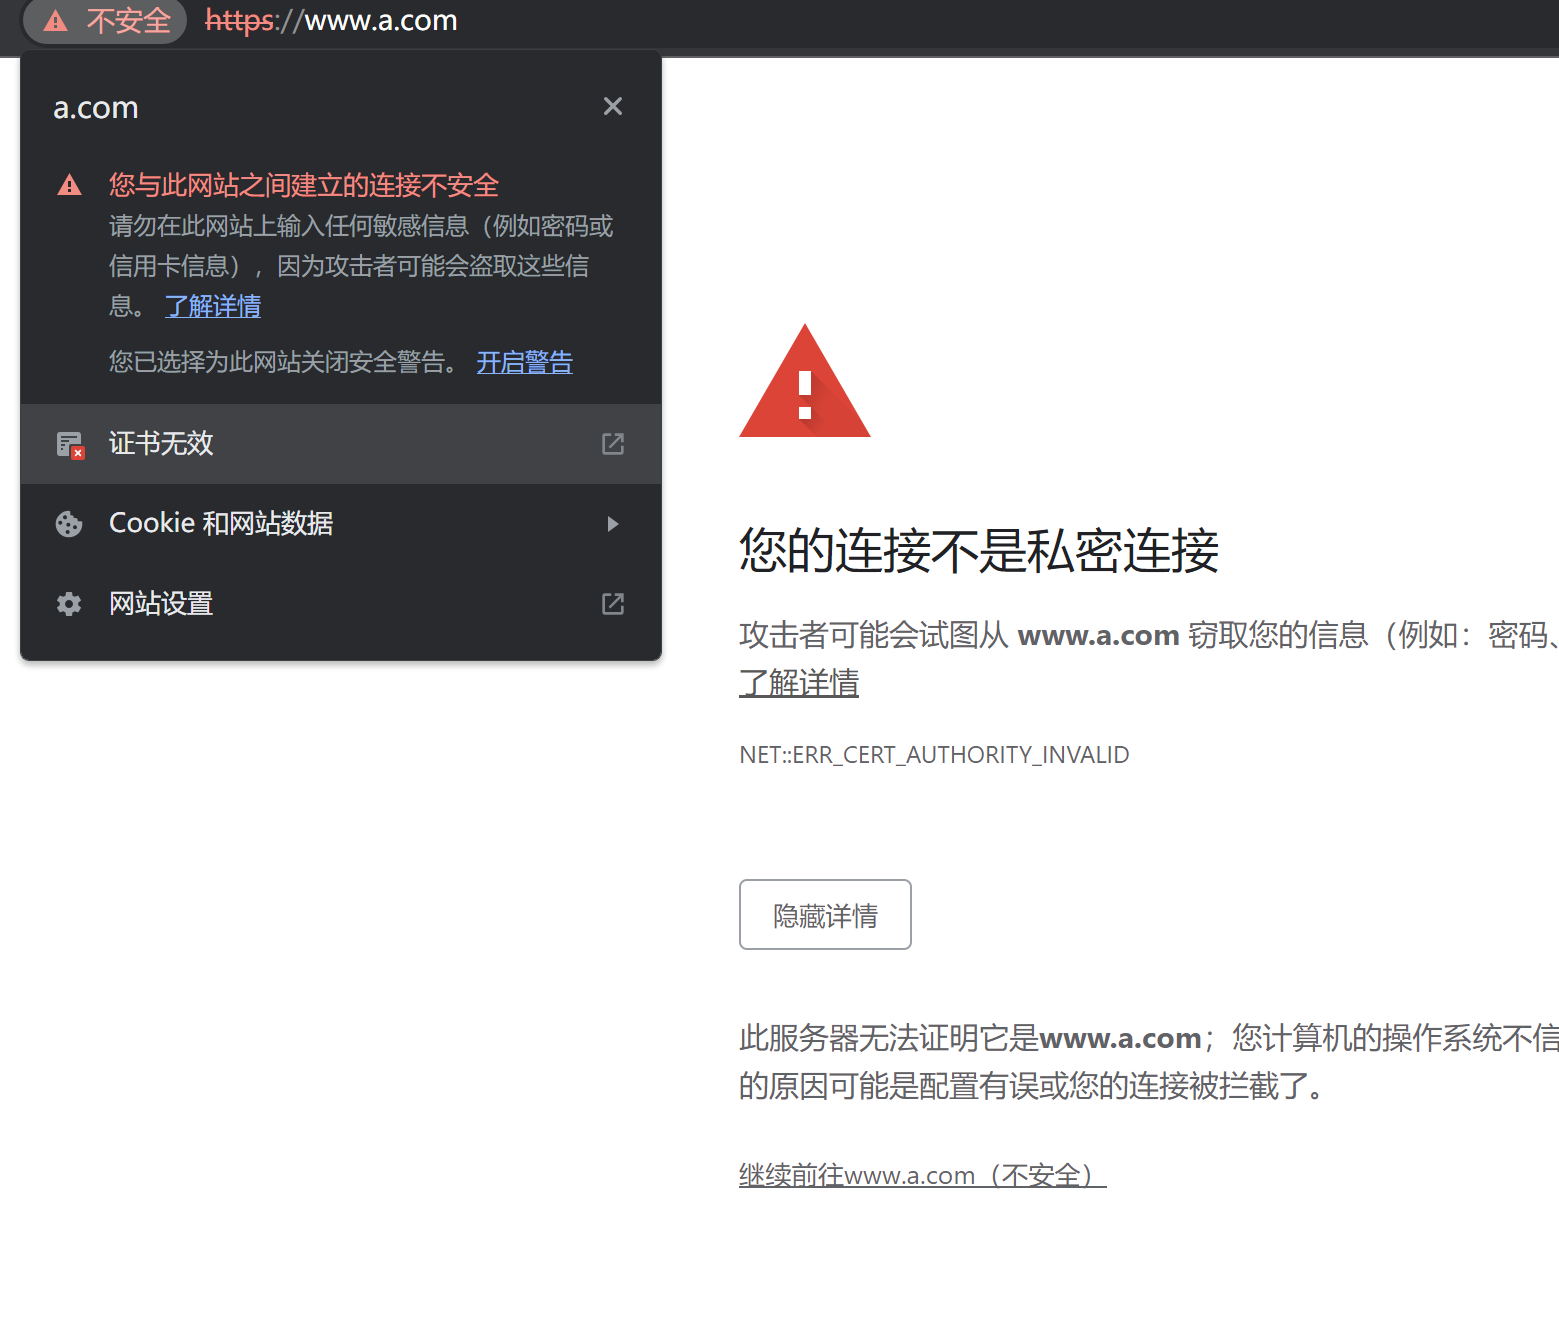 不安全 https://www.a.com
a.com
您与此网站之间建立的连接不安全
请勿在此网站上输入任何敏感信息（例如密码或
信用卡信息），因为攻击者可能会盗取这些信
息。 了解详情
您已选择为此网站关闭安全警告。 开启警告
证书无效
Cookie 和网站数据
网站设置
您的连接不是私密连接
攻击者可能会试图从 www.a.com 窃取您的信息（例如：密码、
了解详情
NET::ERR_CERT_AUTHORITY_INVALID
隐藏详情
此服务器无法证明它是www.a.com；您计算机的操作系统不信
的原因可能是配置有误或您的连接被拦截了。
继续前往www.a.com（不安全）